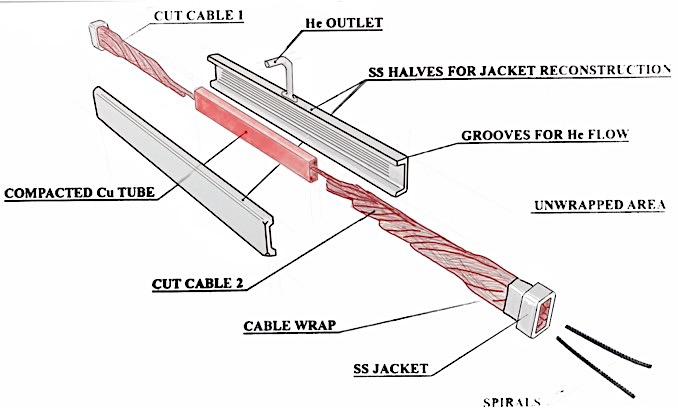 CUT CABLE 1
He OUTLET
SS HALVES FOR JACKET RECONSTRUCTION
GROOVES FOR He FLOW
COMPACTED Cu TUBE
UNWRAPPED AREA
CUT CABLE 2
CABLE WRAP
SS JACKET
SPIRALS